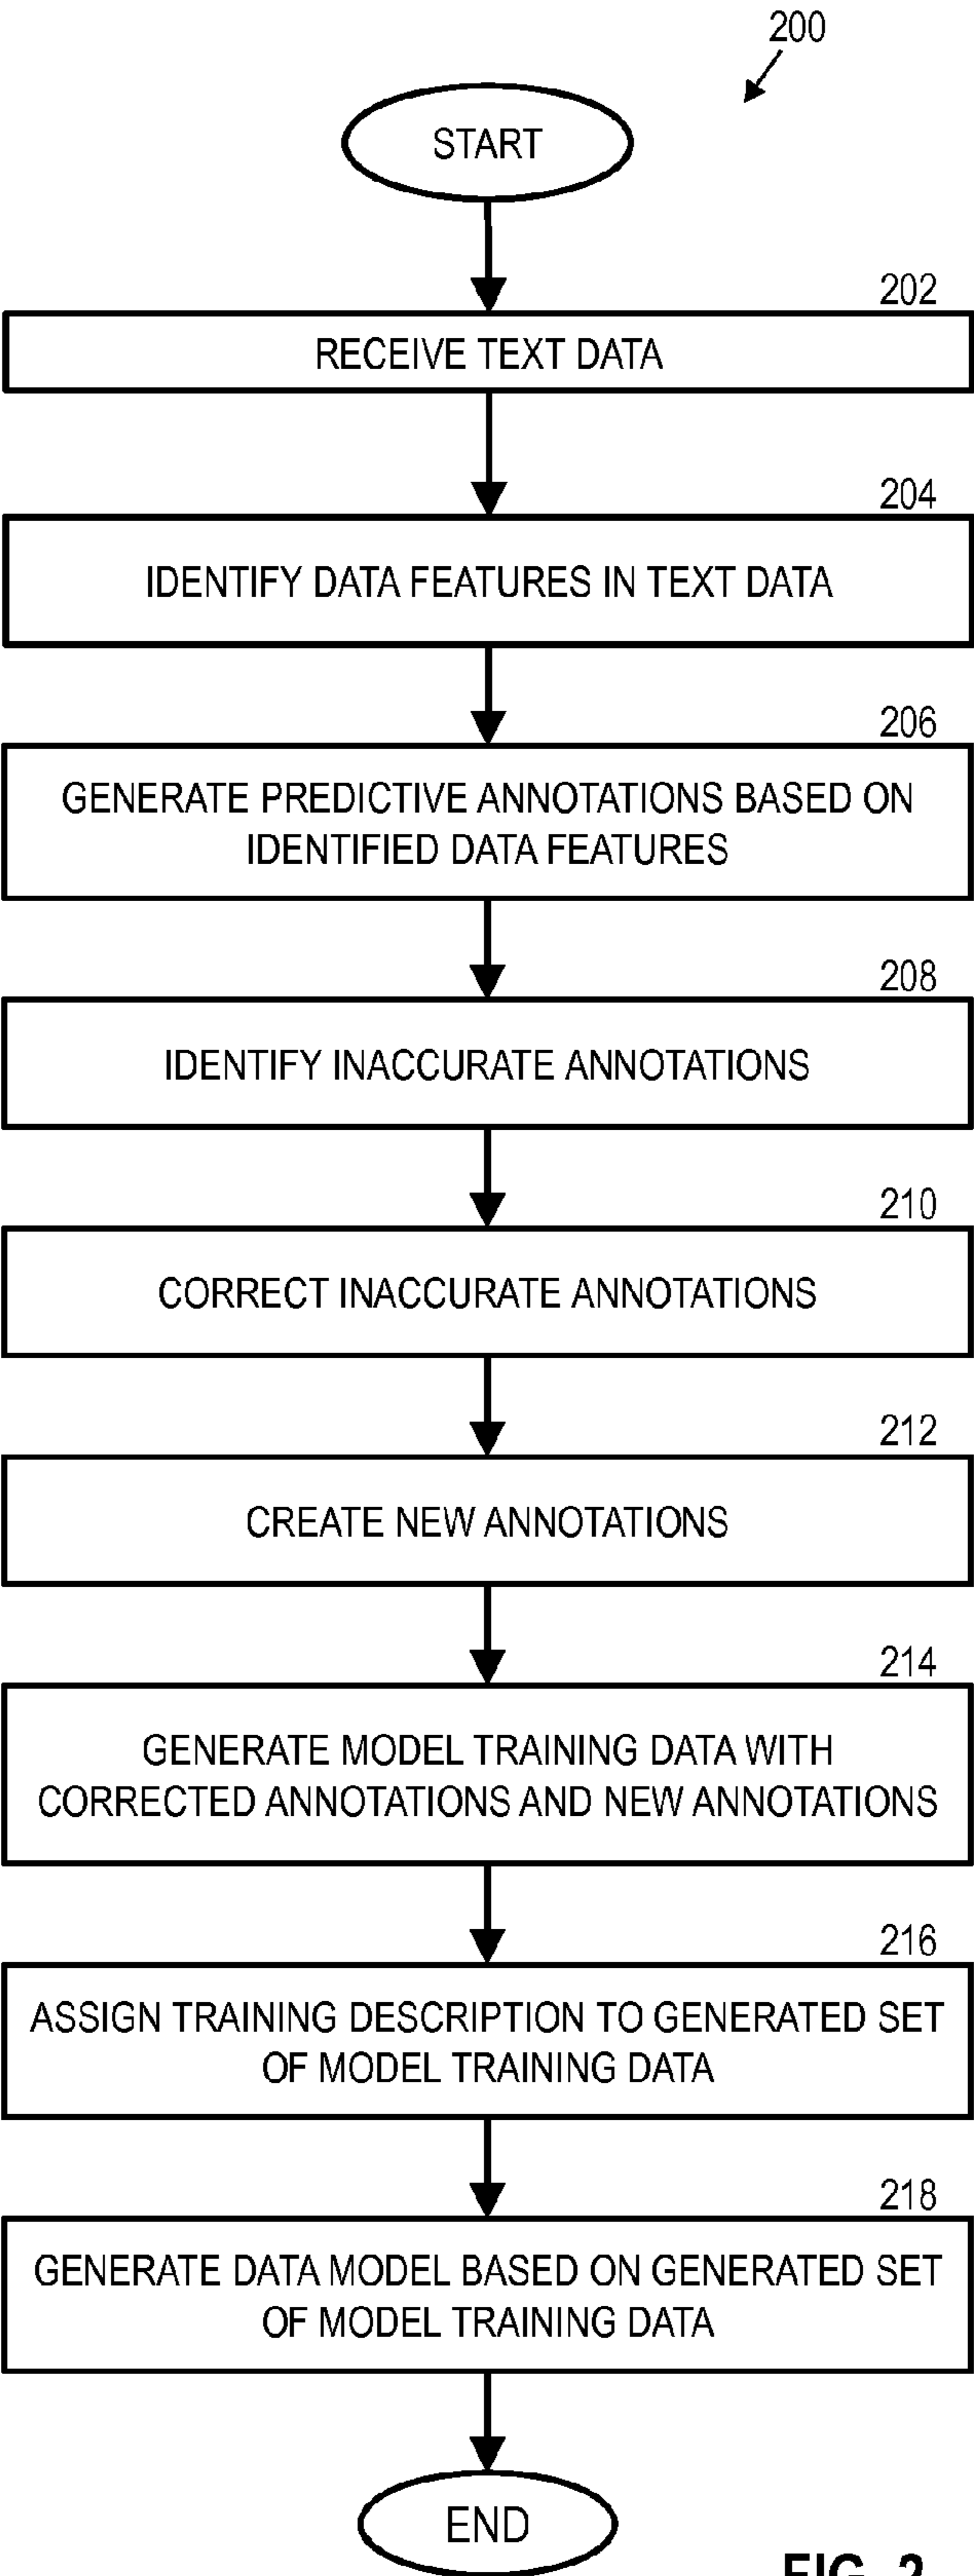 200
START
202
RECEIVE TEXT DATA
204
IDENTIFY DATA FEATURES IN TEXT DATA
206
GENERATE PREDICTIVE ANNOTATIONS BASED ON
IDENTIFIED DATA FEATURES
208
IDENTIFY INACCURATE ANNOTATIONS
210
CORRECT INACCURATE ANNOTATIONS
212
CREATE NEW ANNOTATIONS
214
GENERATE MODEL TRAINING DATA WITH
CORRECTED ANNOTATIONS AND NEW ANNOTATIONS
216
ASSIGN TRAINING DESCRIPTION TO GENERATED SET
OF MODEL TRAINING DATA
218
GENERATE DATA MODEL BASED ON GENERATED SET
OF MODEL TRAINING DATA
END
FIG. 2